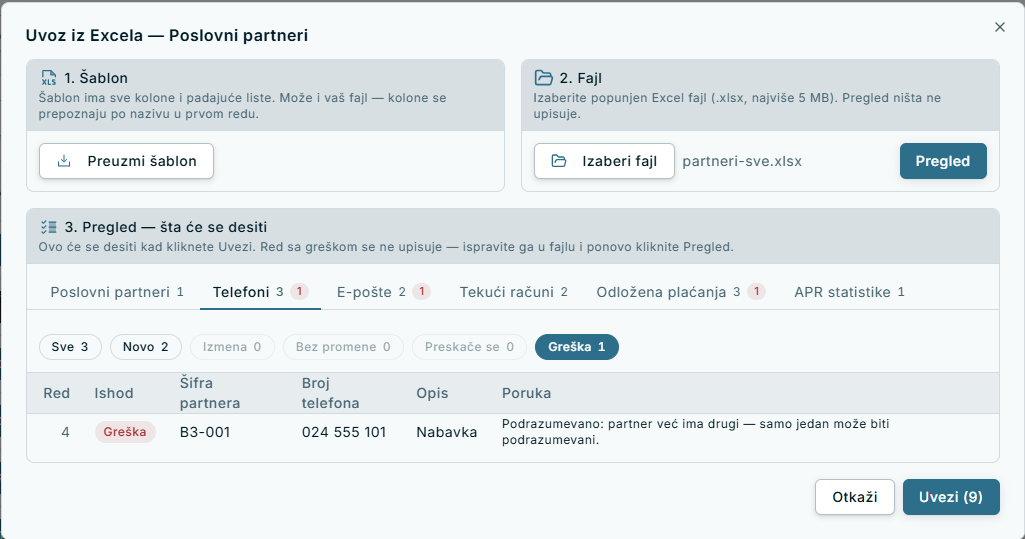 Uvoz iz Excela — Poslovni partneri
XLS 1. Šablon
Šablon ima sve kolone i padajuće liste. Može i vaš fajl — kolone se
prepoznaju po nazivu u prvom redu.
Preuzmi šablon
2. Fajl
Izaberite popunjen Excel fajl (.xlsx, najviše 5 MB). Pregled ništa ne
upisuje.
Izaberi fajl partneri-sve.xlsx Pregled
3. Pregled — šta će se desiti
Ovo će se desiti kad kliknete Uvezi. Red sa greškom se ne upisuje — ispravite ga u fajlu i ponovo kliknite Pregled.
Poslovni partneri 1 Telefoni 3 1 E-pošte 2 1 Tekući računi 2 Odložena plaćanja 3 1 APR statistike 1
Sve 3 Novo 2 Izmena 0 Bez promene 0 Preskače se 0 Greška 1
Red Ishod Šifra partnera Broj telefona Opis Poruka
4 Greška B3-001 024 555 101 Nabavka Podrazumevano: partner već ima drugi — samo jedan može biti
podrazumevani.
Otkaži Uvezi (9)